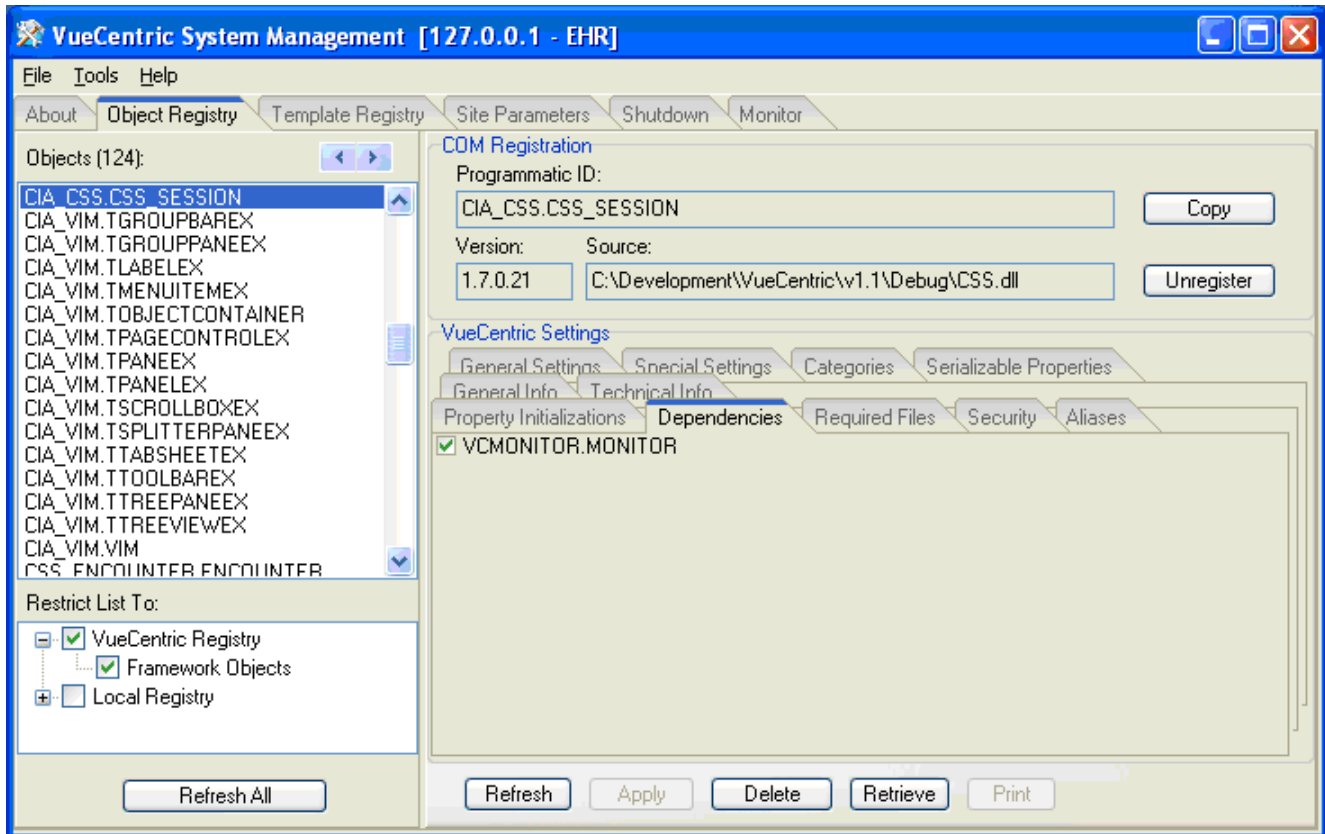 VueCentric System Management [127.0.0.1 - EHR]
File Tools Help
About Object Registry Template Registry Site Parameters Shutdown Monitor
Objects (124):
CIA_CSS.CSS_SESSION
CIA_VIM.TGROUPBAREX
CIA_VIM.TGROUPPANEEX
CIA_VIM.TLABELEX
CIA_VIM.TMENUITEMEX
CIA_VIM.TOBJECTCONTAINER
CIA_VIM.TPAGECONTROLEX
CIA_VIM.TPANEEX
CIA_VIM.TPANELEX
CIA_VIM.TSCROLLBOXEX
CIA_VIM.TSPLITTERPANEEX
CIA_VIM.TTABSHEETEX
CIA_VIM.TTOOLBAREX
CIA_VIM.TTREEPANEEX
CIA_VIM.TTREEVIEWEX
CIA_VIM.VIM
CSS_ENCOUNTER.ENCOUNTER
Restrict List To:
VueCentric Registry
Framework Objects
Local Registry
Refresh All
COM Registration
Programmatic ID:
CIA_CSS.CSS_SESSION Copy
Version: Source:
1.7.0.21 C:\Development\VueCentric\v1.1\Debug\CSS.dll Unregister
VueCentric Settings
General Settings Special Settings Categories Serializable Properties
General Info Technical Info
Property Initializations Dependencies Required Files Security Aliases
VCMONITOR.MONITOR
Refresh Apply Delete Retrieve Print